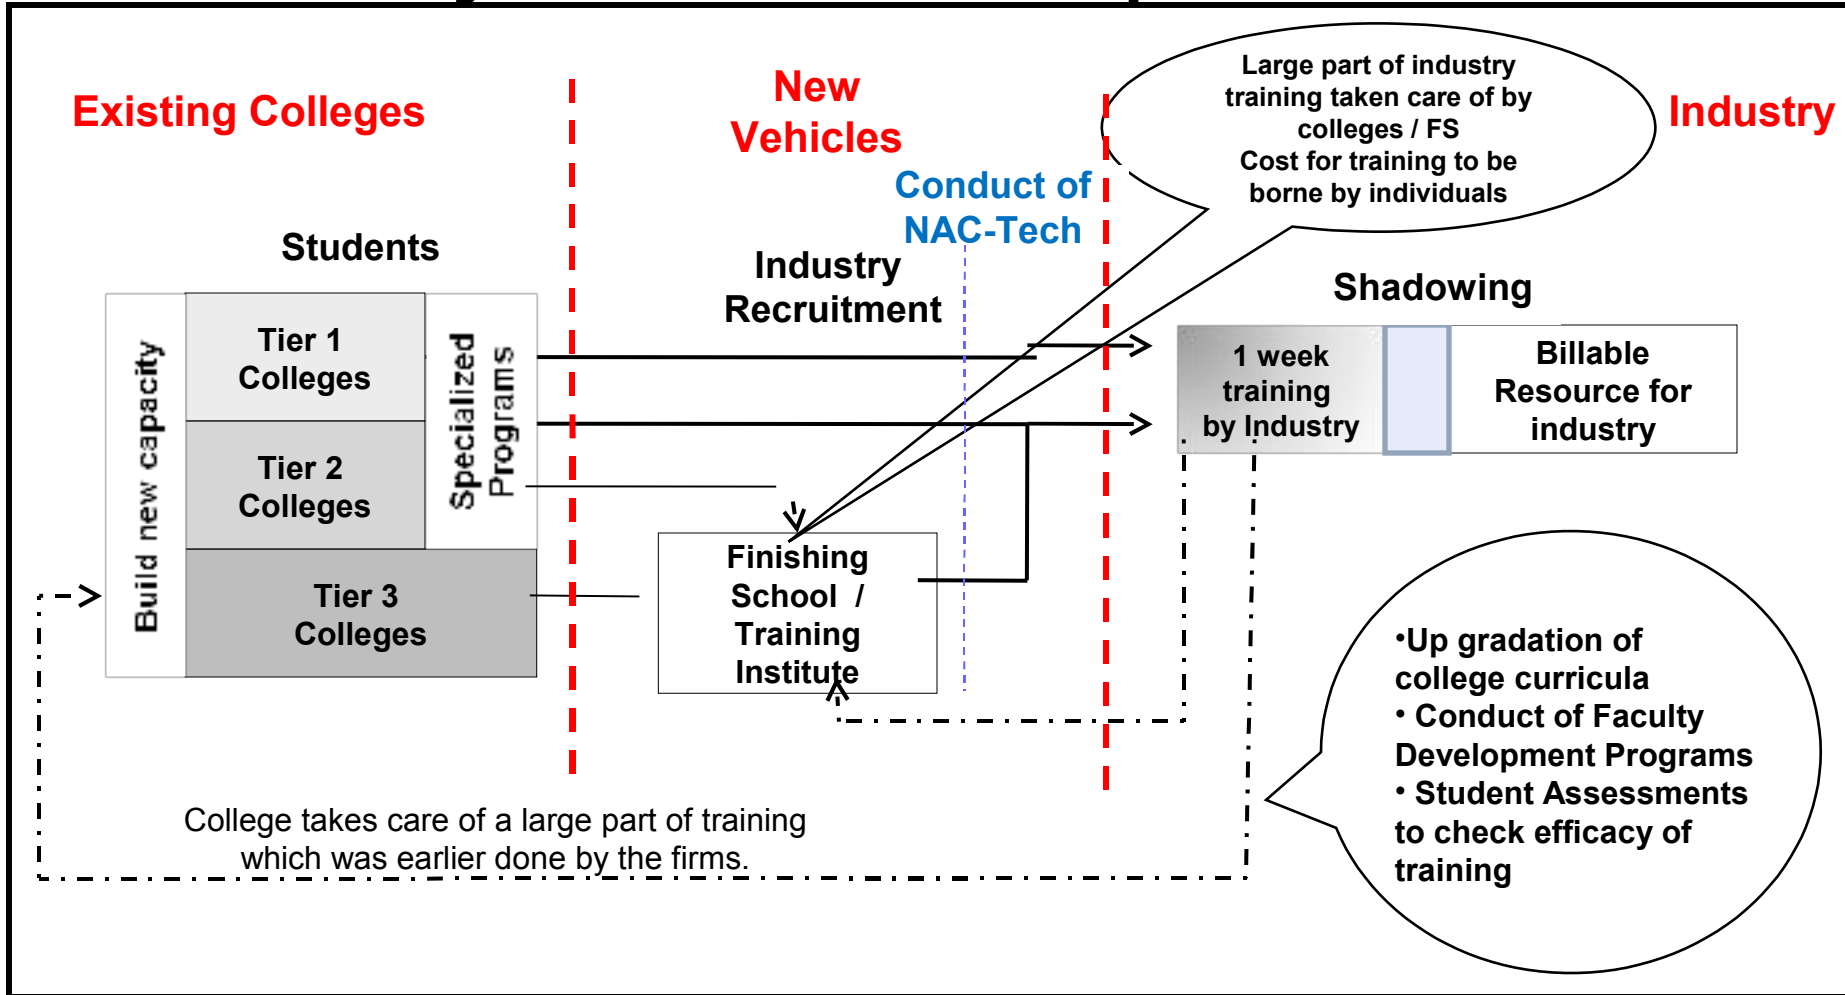 Existing Colleges
New
Vehicles
Industry
Large part of industry
training taken care of by
colleges / FS
Cost for training to be
borne by individuals
Conduct of
NAC-Tech
Students
Industry
Recruitment
Shadowing
Build new capacity
Tier 1
Colleges
Tier 2
Colleges
Tier 3
Colleges
Specialized
Programs
Finishing
School /
Training
Institute
1 week
training
by Industry
Billable
Resource for
industry
•Up gradation of
college curricula
• Conduct of Faculty
Development Programs
• Student Assessments
to check efficacy of
training
College takes care of a large part of training
which was earlier done by the firms.